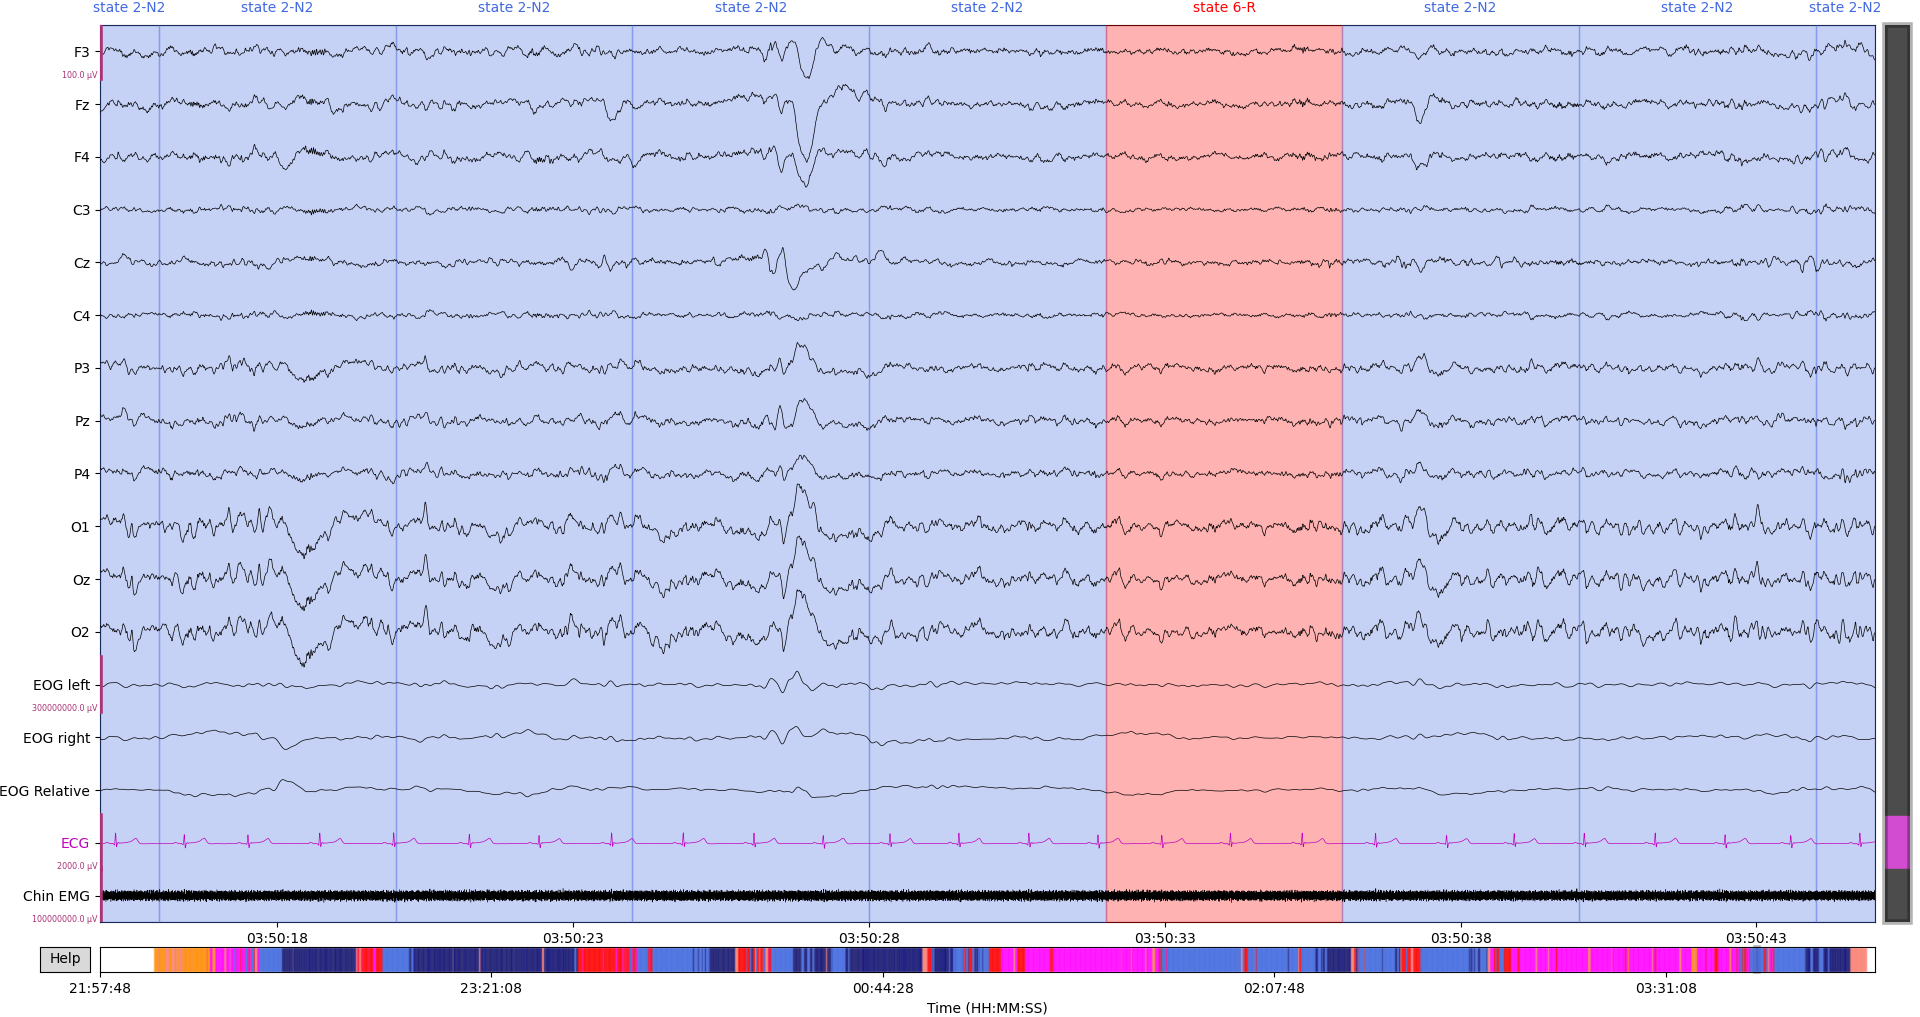 state 2-N2 state 2-N2 state 2-N2 state 2-N2 state 2-N2 state 6-R state 2-N2 state 2-N2 state 2-N2
F3
100.0 µV
Fz
F4
C3
Cz
C4
P3
Pz
P4
O1
Oz
O2
EOG left
300000000.0 µV
EOG right
EOG Relative
ECG
2000.0 µV
Chin EMG
100000000.0 µV
03:50:18 03:50:23 03:50:28 03:50:33 03:50:38 03:50:43
Help
21:57:48 23:21:08 00:44:28 02:07:48 03:31:08
Time (HH:MM:SS)